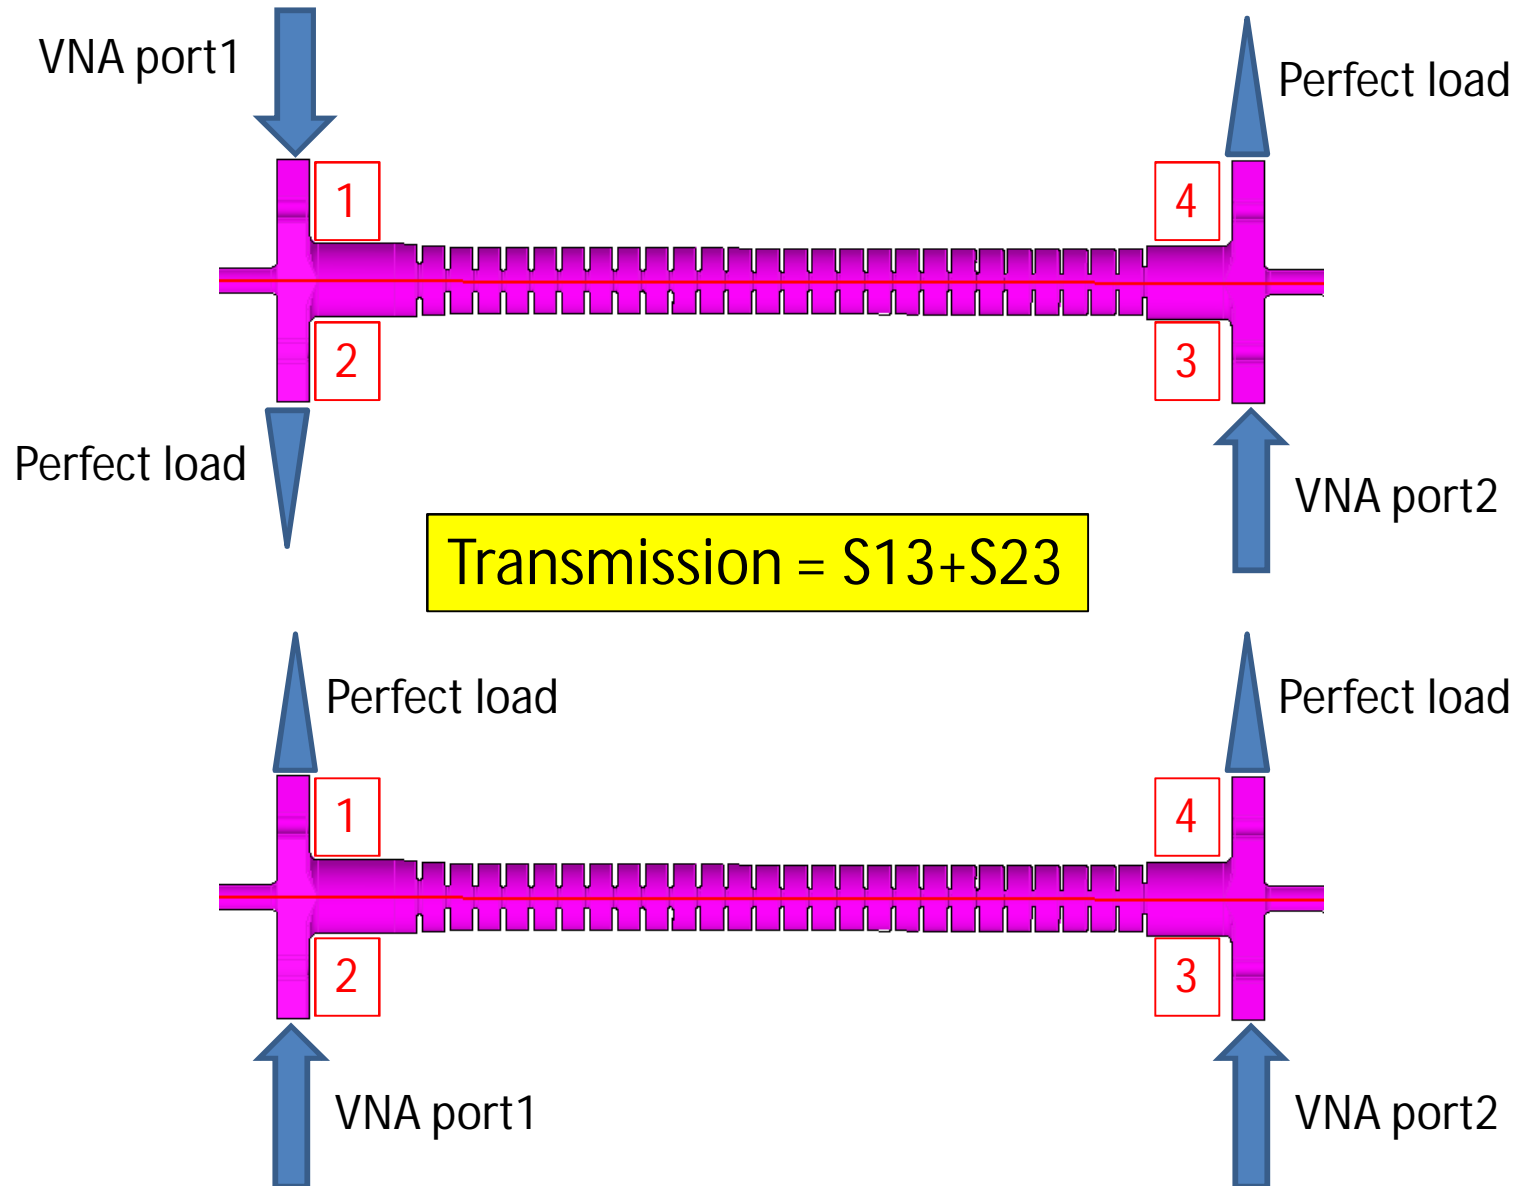 VNA port1
Perfect load
1
4
2
3
Perfect load
VNA port2
Transmission = S13+S23
Perfect load
Perfect load
1
4
2
3
VNA port1
VNA port2